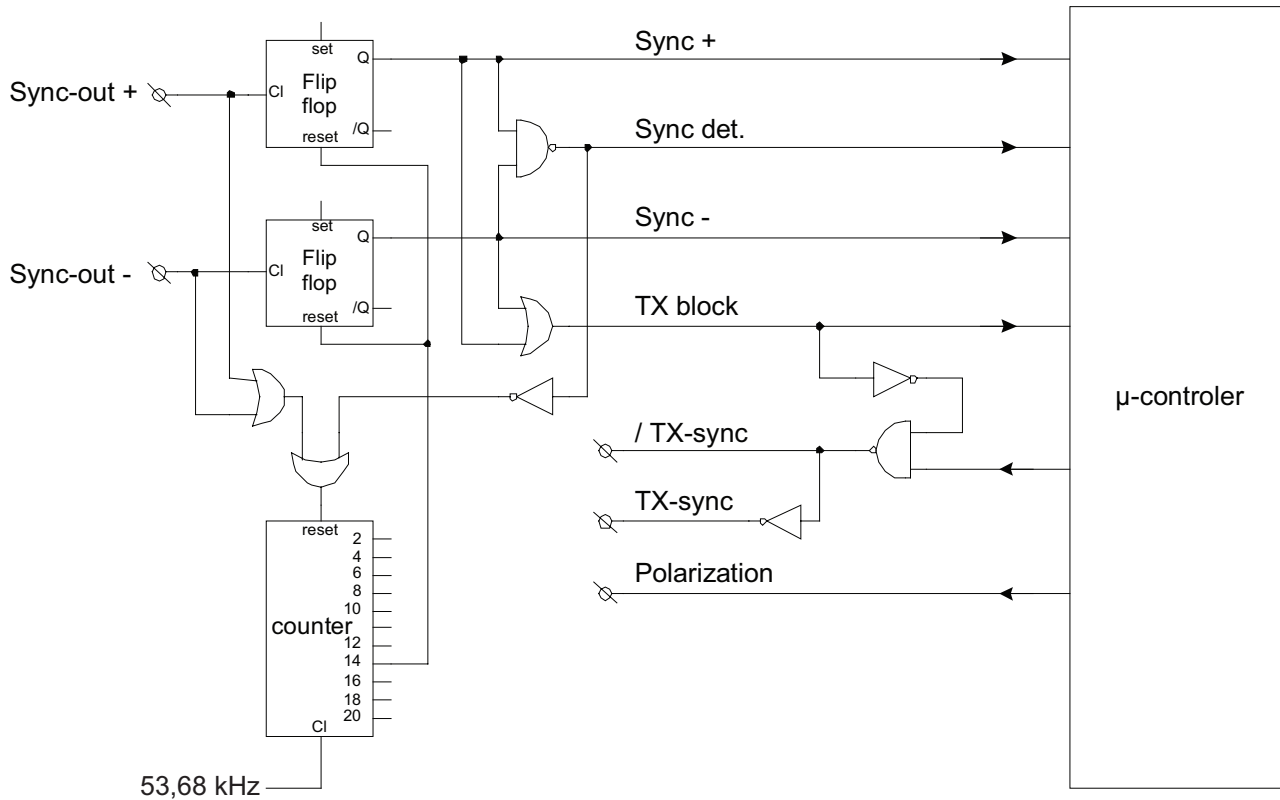 Sync-out +
set
Q
Cl
Flip
flop
/Q
reset
Sync +
Sync det.
Sync-out -
set
Q
Cl
Flip
flop
/Q
reset
Sync -
TX block
µ-controler
/ TX-sync
TX-sync
Polarization
reset
2
4
6
8
10
counter
12
14
16
18
20
Cl
53,68 kHz